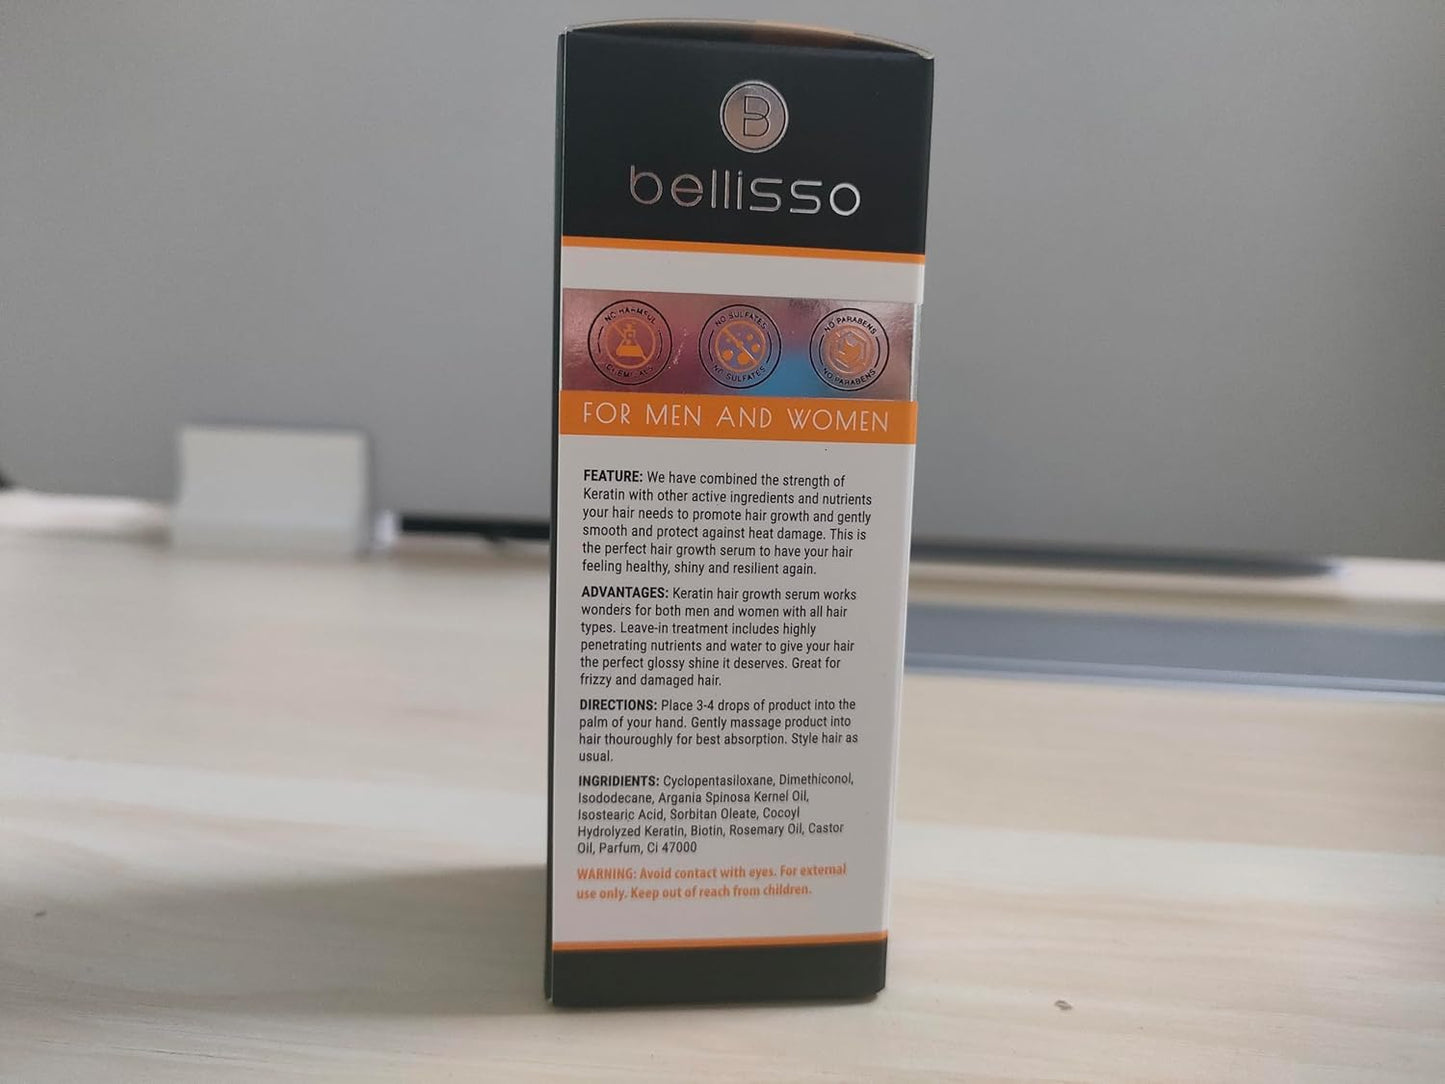 B
bellisso
NO HARMFUL
CHEMICALS
NO SULFATES
NO SULFATES
NO PARABENS
NO PARABENS
FOR MEN AND WOMEN
FEATURE: We have combined the strength of
Keratin with other active ingredients and nutrients
your hair needs to promote hair growth and gently
smooth and protect against heat damage. This is
the perfect hair growth serum to have your hair
feeling healthy, shiny and resilient again.
ADVANTAGES: Keratin hair growth serum works
wonders for both men and women with all hair
types. Leave-in treatment includes highly
penetrating nutrients and water to give your hair
the perfect glossy shine it deserves. Great for
frizzy and damaged hair.
DIRECTIONS: Place 3-4 drops of product into the
palm of your hand. Gently massage product into
hair thouroughly for best absorption. Style hair as
usual.
INGRIDIENTS: Cyclopentasiloxane, Dimethiconol,
Isododecane, Argania Spinosa Kernel Oil,
Isostearic Acid, Sorbitan Oleate, Cocoyl
Hydrolyzed Keratin, Biotin, Rosemary Oil, Castor
Oil, Parfum, Ci 47000
WARNING: Avoid contact with eyes. For external
use only. Keep out of reach from children.